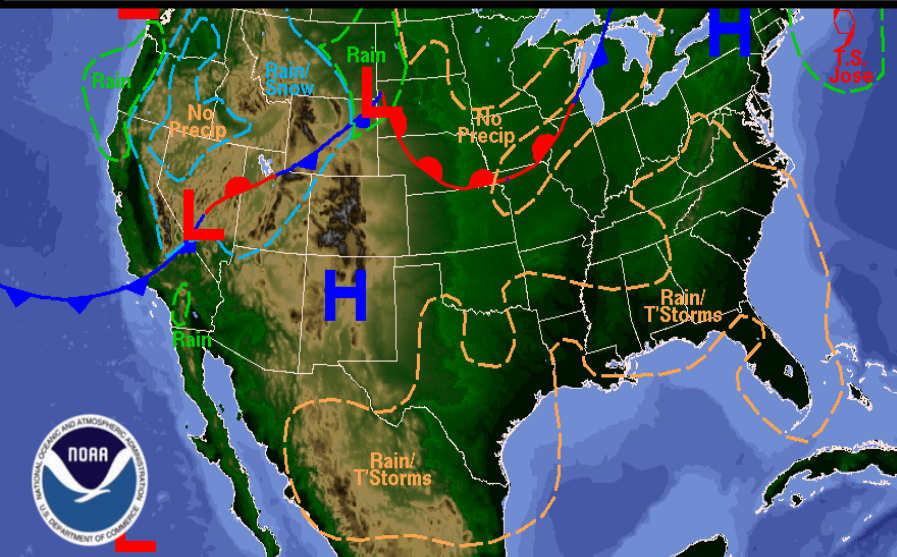 L
H
T.S.
Jose
Rain
Rain
L
Rain/
Snow
No
Precip
No
Precip
L
H
Rain/
T'Storms
Rain
Rain/
T'Storms
NATIONAL OCEANIC AND ATMOSPHERIC ADMINISTRATION
NOAA
U.S. DEPARTMENT OF COMMERCE
L